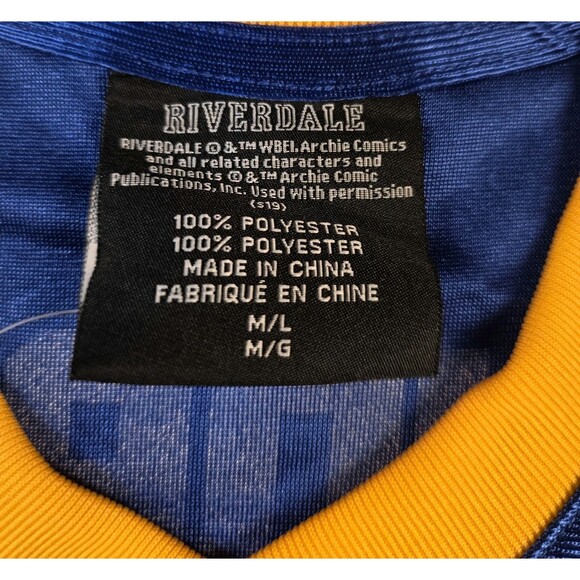 RIVERDALE
RIVERDALE © &™ WBEI. Archie Comics
and all related characters and
elements © &™ Archie Comic
Publications, Inc. Used with permission
(s19)
100% POLYESTER
100% POLYESTER
MADE IN CHINA
FABRIQUÉ EN CHINE
M/L
M/G